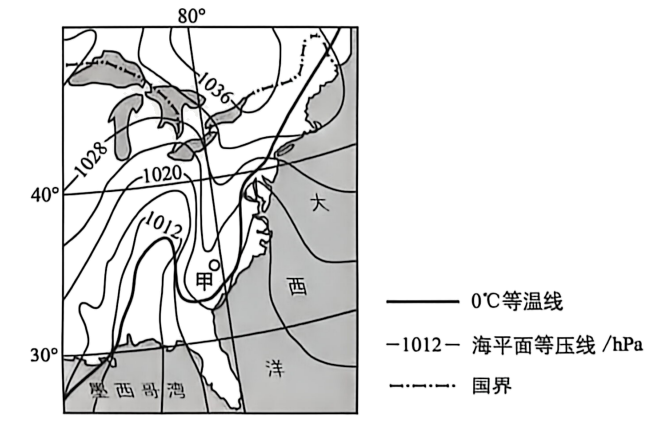 80°
1036
1028
1020
40°
1012
甲
大
西
洋
30°
墨西哥湾
0℃等温线
-1012- 海平面等压线 /hPa
国界